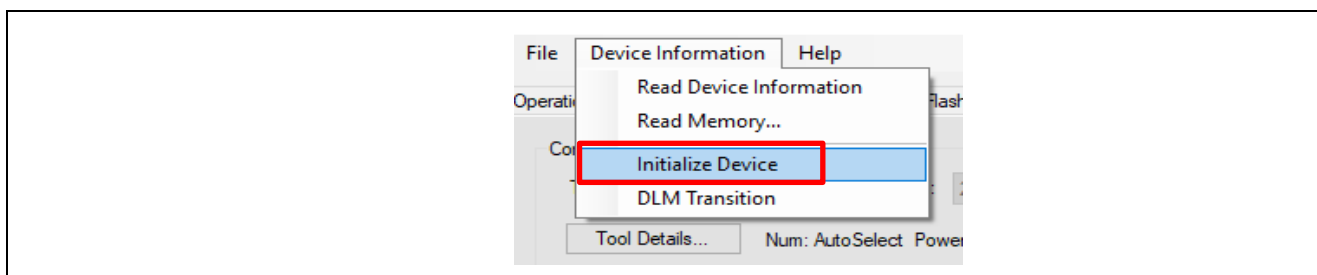 File Device Information Help
Read Device Information
Read Memory...
Initialize Device
DLM Transition
Tool Details... Num: AutoSelect